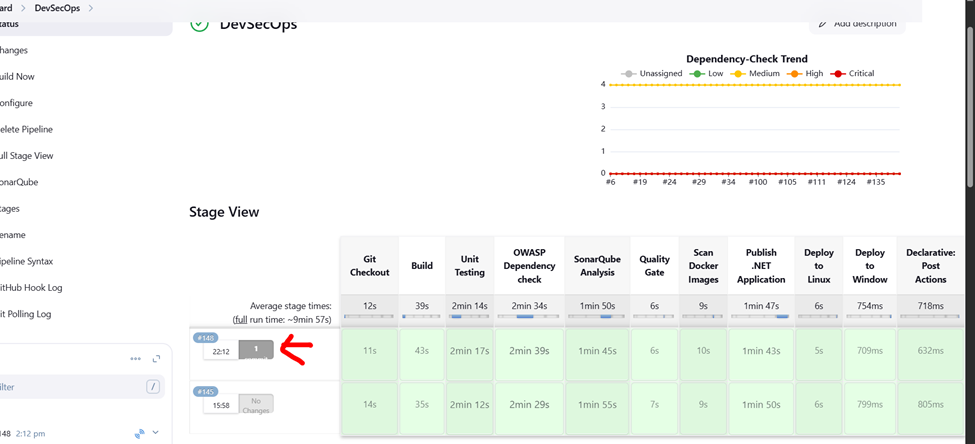 ard > DevSecOps >
tatus
DevSecOps
Add description
hanges
uild Now
onfigure
elete Pipeline
ull Stage View
onarQube
tages
ename
ipeline Syntax
itHub Hook Log
it Polling Log
ilter /
148 2:12 pm
Dependency-Check Trend
Unassigned Low Medium High Critical
4
3
2
1
0
#6 #19 #24 #29 #34 #100 #105 #111 #124 #135
Stage View
Git Checkout Build Unit Testing OWASP Dependency check SonarQube Analysis Quality Gate Scan Docker Images Publish .NET Application Deploy to Linux Deploy to Window Declarative: Post Actions
Average stage times: 12s 39s 2min 14s 2min 34s 1min 50s 6s 9s 1min 47s 6s 754ms 718ms
(full run time: ~9min 57s)
#148
22:12 1 11s 43s 2min 17s 2min 39s 1min 45s 6s 10s 1min 43s 5s 709ms 632ms
#145
15:58 No Changes 14s 35s 2min 12s 2min 29s 1min 55s 7s 9s 1min 50s 6s 799ms 805ms